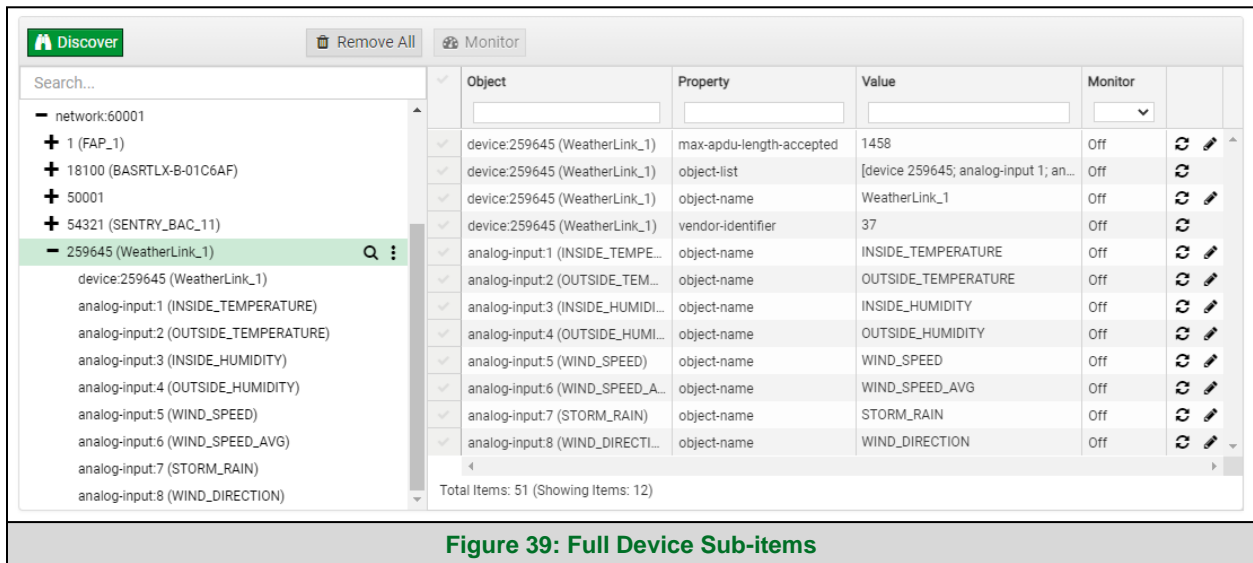 Discover
Remove All
Monitor
Search...
network:60001
1 (FAP_1)
18100 (BASRTLX-B-01C6AF)
50001
54321 (SENTRY_BAC_11)
259645 (WeatherLink_1)
device:259645 (WeatherLink_1)
analog-input:1 (INSIDE_TEMPERATURE)
analog-input:2 (OUTSIDE_TEMPERATURE)
analog-input:3 (INSIDE_HUMIDITY)
analog-input:4 (OUTSIDE_HUMIDITY)
analog-input:5 (WIND_SPEED)
analog-input:6 (WIND_SPEED_AVG)
analog-input:7 (STORM_RAIN)
analog-input:8 (WIND_DIRECTION)
Object Property Value Monitor
device:259645 (WeatherLink_1) max-apdu-length-accepted 1458 Off
device:259645 (WeatherLink_1) object-list [device 259645; analog-input 1; an... Off
device:259645 (WeatherLink_1) object-name WeatherLink_1 Off
device:259645 (WeatherLink_1) vendor-identifier 37 Off
analog-input:1 (INSIDE_TEMPE... object-name INSIDE_TEMPERATURE Off
analog-input:2 (OUTSIDE_TEM... object-name OUTSIDE_TEMPERATURE Off
analog-input:3 (INSIDE_HUMIDI... object-name INSIDE_HUMIDITY Off
analog-input:4 (OUTSIDE_HUMI... object-name OUTSIDE_HUMIDITY Off
analog-input:5 (WIND_SPEED) object-name WIND_SPEED Off
analog-input:6 (WIND_SPEED_A... object-name WIND_SPEED_AVG Off
analog-input:7 (STORM_RAIN) object-name STORM_RAIN Off
analog-input:8 (WIND_DIRECTI... object-name WIND_DIRECTION Off
Total Items: 51 (Showing Items: 12)
Figure 39: Full Device Sub-items